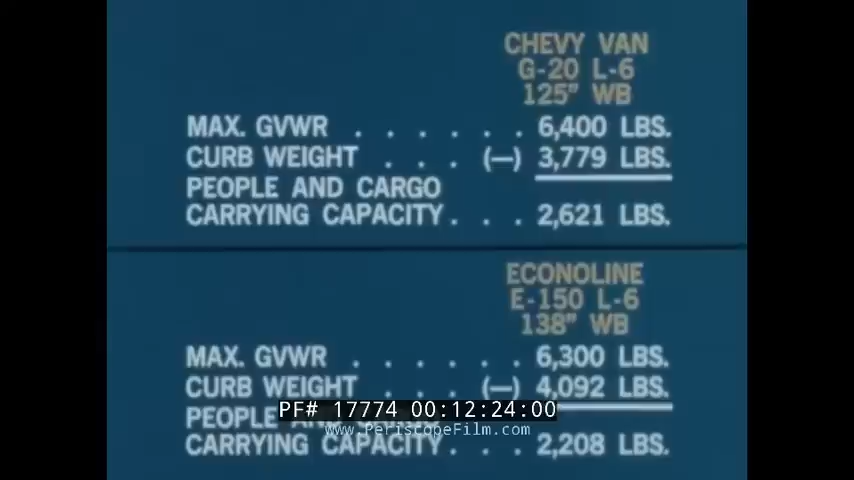 CHEVY VAN
G-20 L-6
125" WB
MAX. GVWR . . . . . . 6,400 LBS.
CURB WEIGHT . . . (—) 3,779 LBS.
PEOPLE AND CARGO
CARRYING CAPACITY . . . 2,621 LBS.
ECONOLINE
E-150 L-6
138" WB
MAX. GVWR . . . . . . 6,300 LBS.
CURB WEIGHT . . . (—) 4,092 LBS.
PF# 17774 00:12:24:00
PEOPLE
www.PeriscopeFilm.com
CARRYING CAPACITY . . . 2,208 LBS.